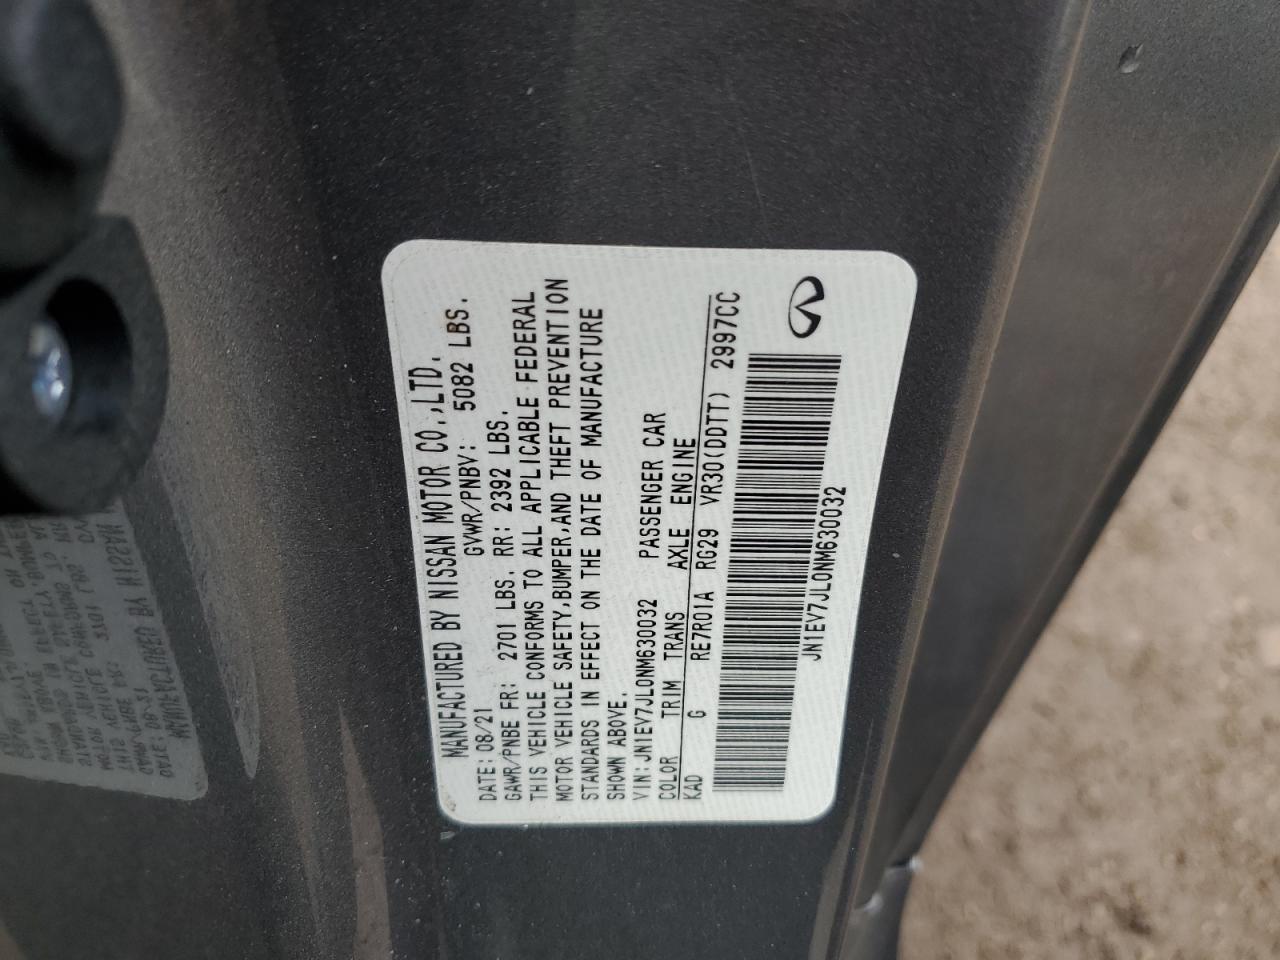 MANUFACTURED BY NISSAN MOTOR CO.,LTD.
DATE: 08/21 GVWR/PNBV: 5082 LBS.
GAWR/PNBE FR: 2701 LBS. RR: 2392 LBS.
THIS VEHICLE CONFORMS TO ALL APPLICABLE FEDERAL
MOTOR VEHICLE SAFETY,BUMPER,AND THEFT PREVENTION
STANDARDS IN EFFECT ON THE DATE OF MANUFACTURE
SHOWN ABOVE.
VIN:JN1EV7JL0NM630032 PASSENGER CAR
COLOR TRIM TRANS AXLE ENGINE
KAD G RE7R01A RG29 VR30(DDTT) 2997CC
JN1EV7JL0NM630032